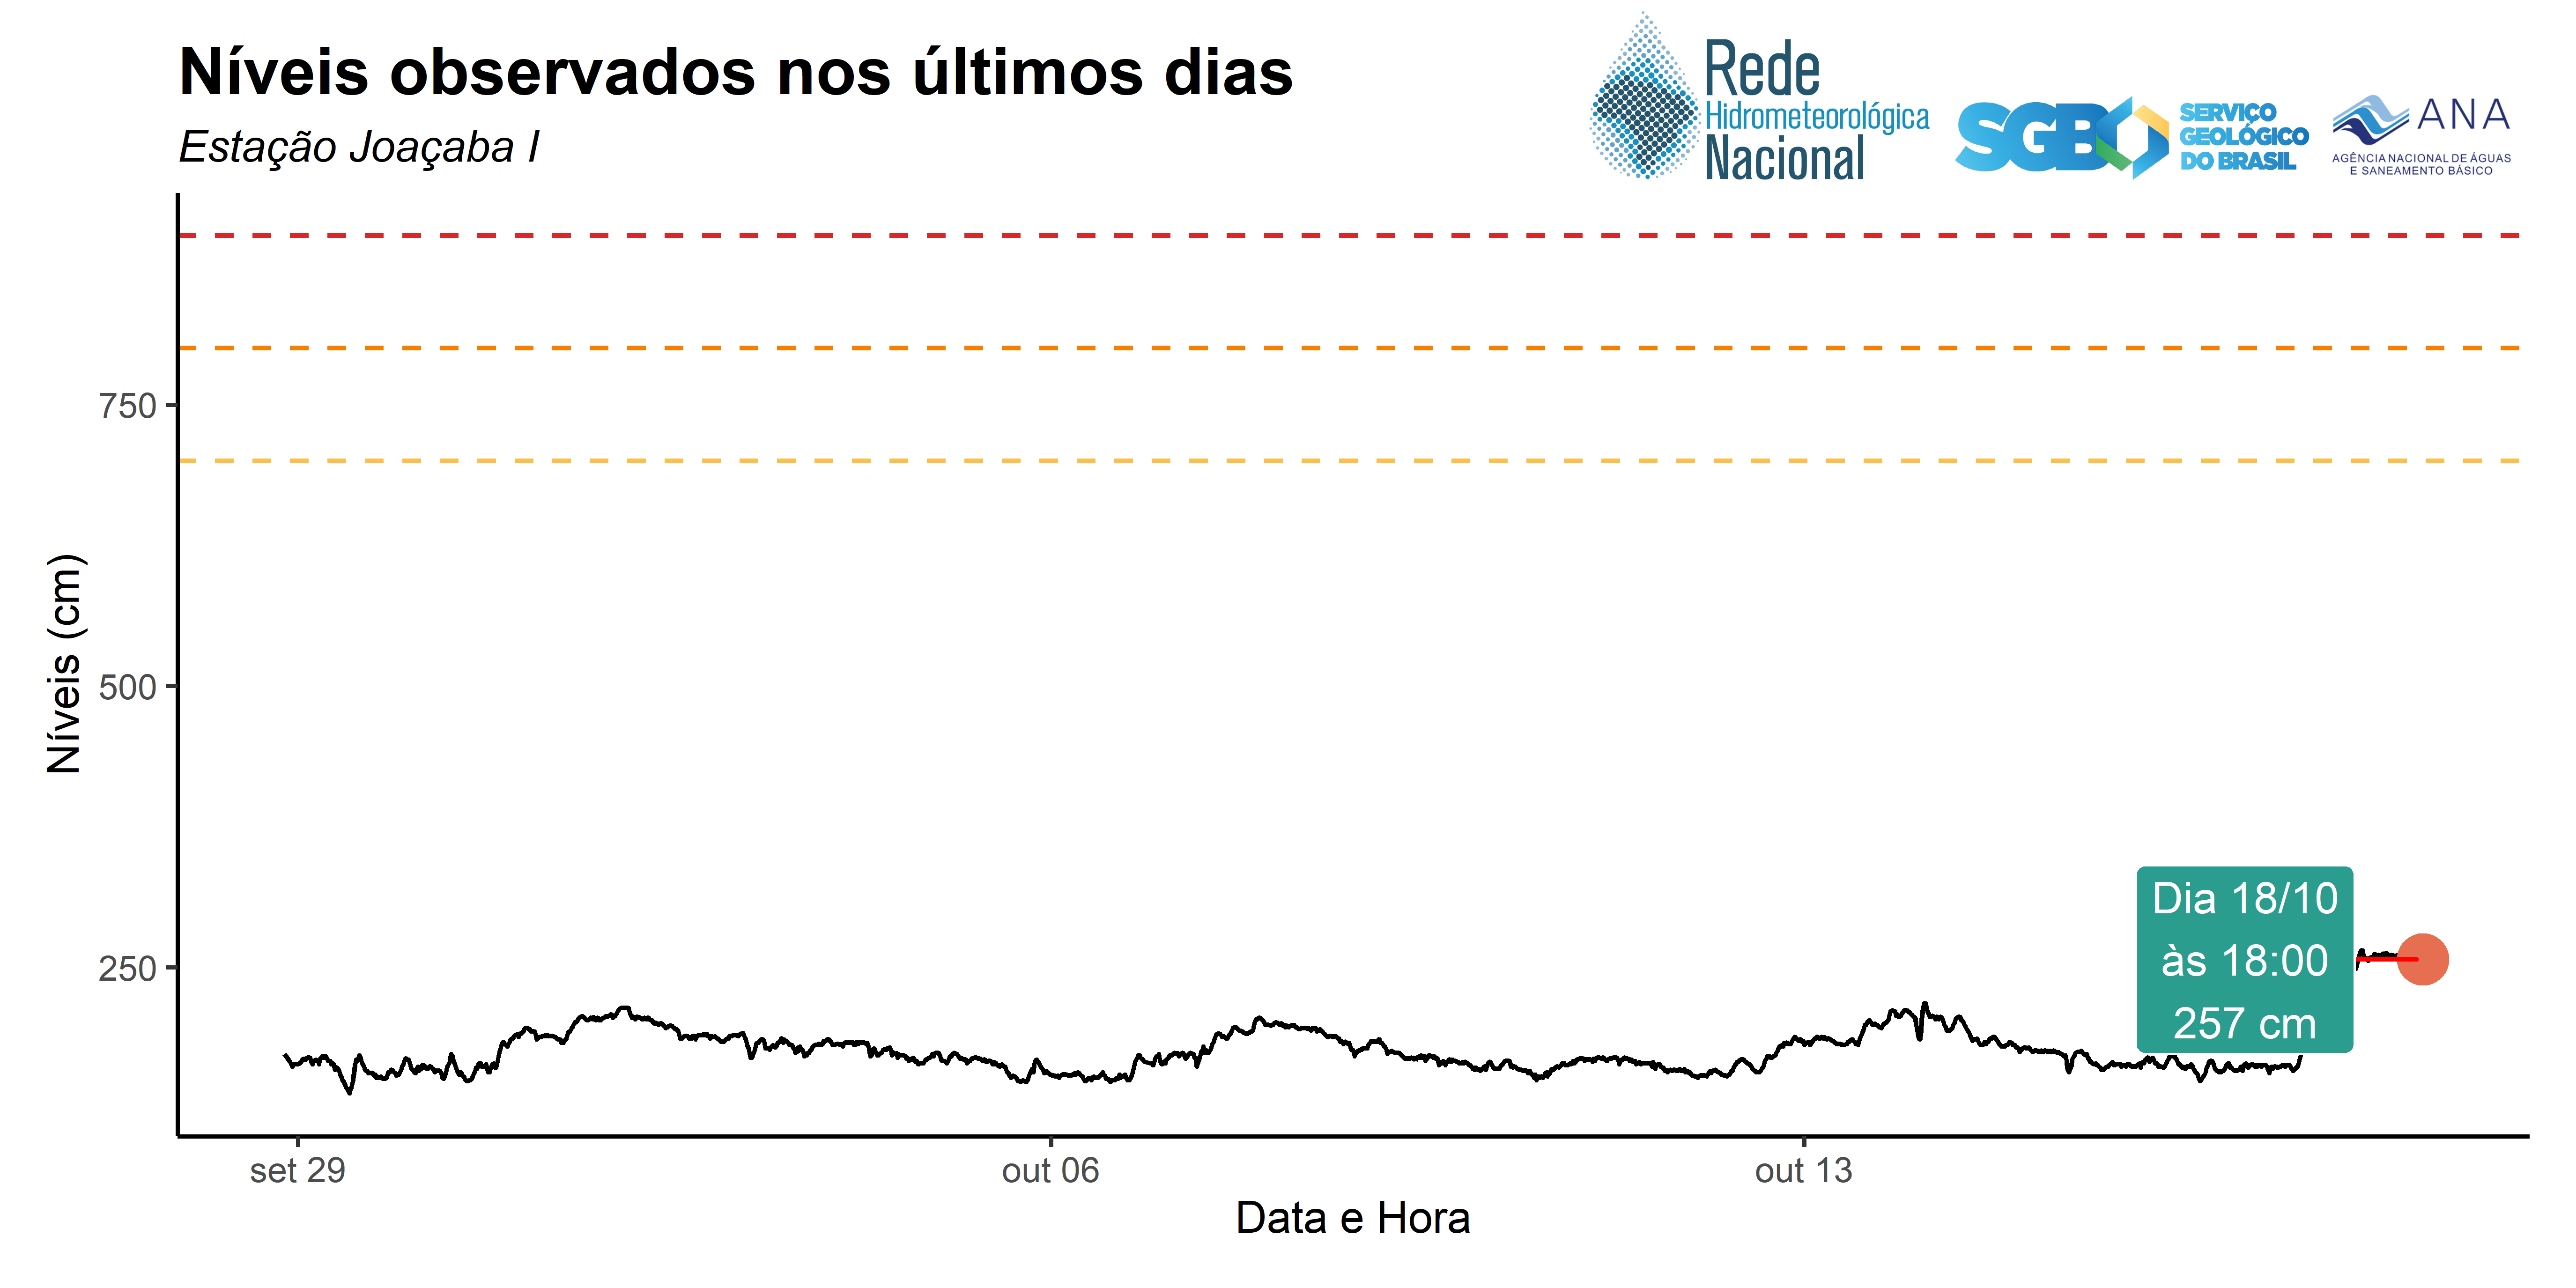 Níveis observados nos últimos dias
Estação Joaçaba I
Rede
Hidrometeorológica
Nacional
SGB
SERVIÇO
GEOLÓGICO
DO BRASIL
ANA
AGÊNCIA NACIONAL DE ÁGUAS
E SANEAMENTO BÁSICO
Níveis (cm)
750
500
250
Dia 18/10
às 18:00
257 cm
set 29
out 06
out 13
Data e Hora